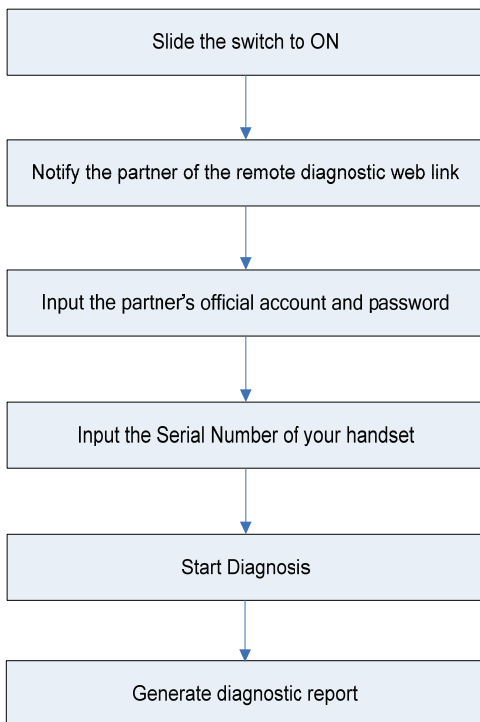 Slide the switch to ON
Notify the partner of the remote diagnostic web link
Input the partner's official account and password
Input the Serial Number of your handset
Start Diagnosis
Generate diagnostic report